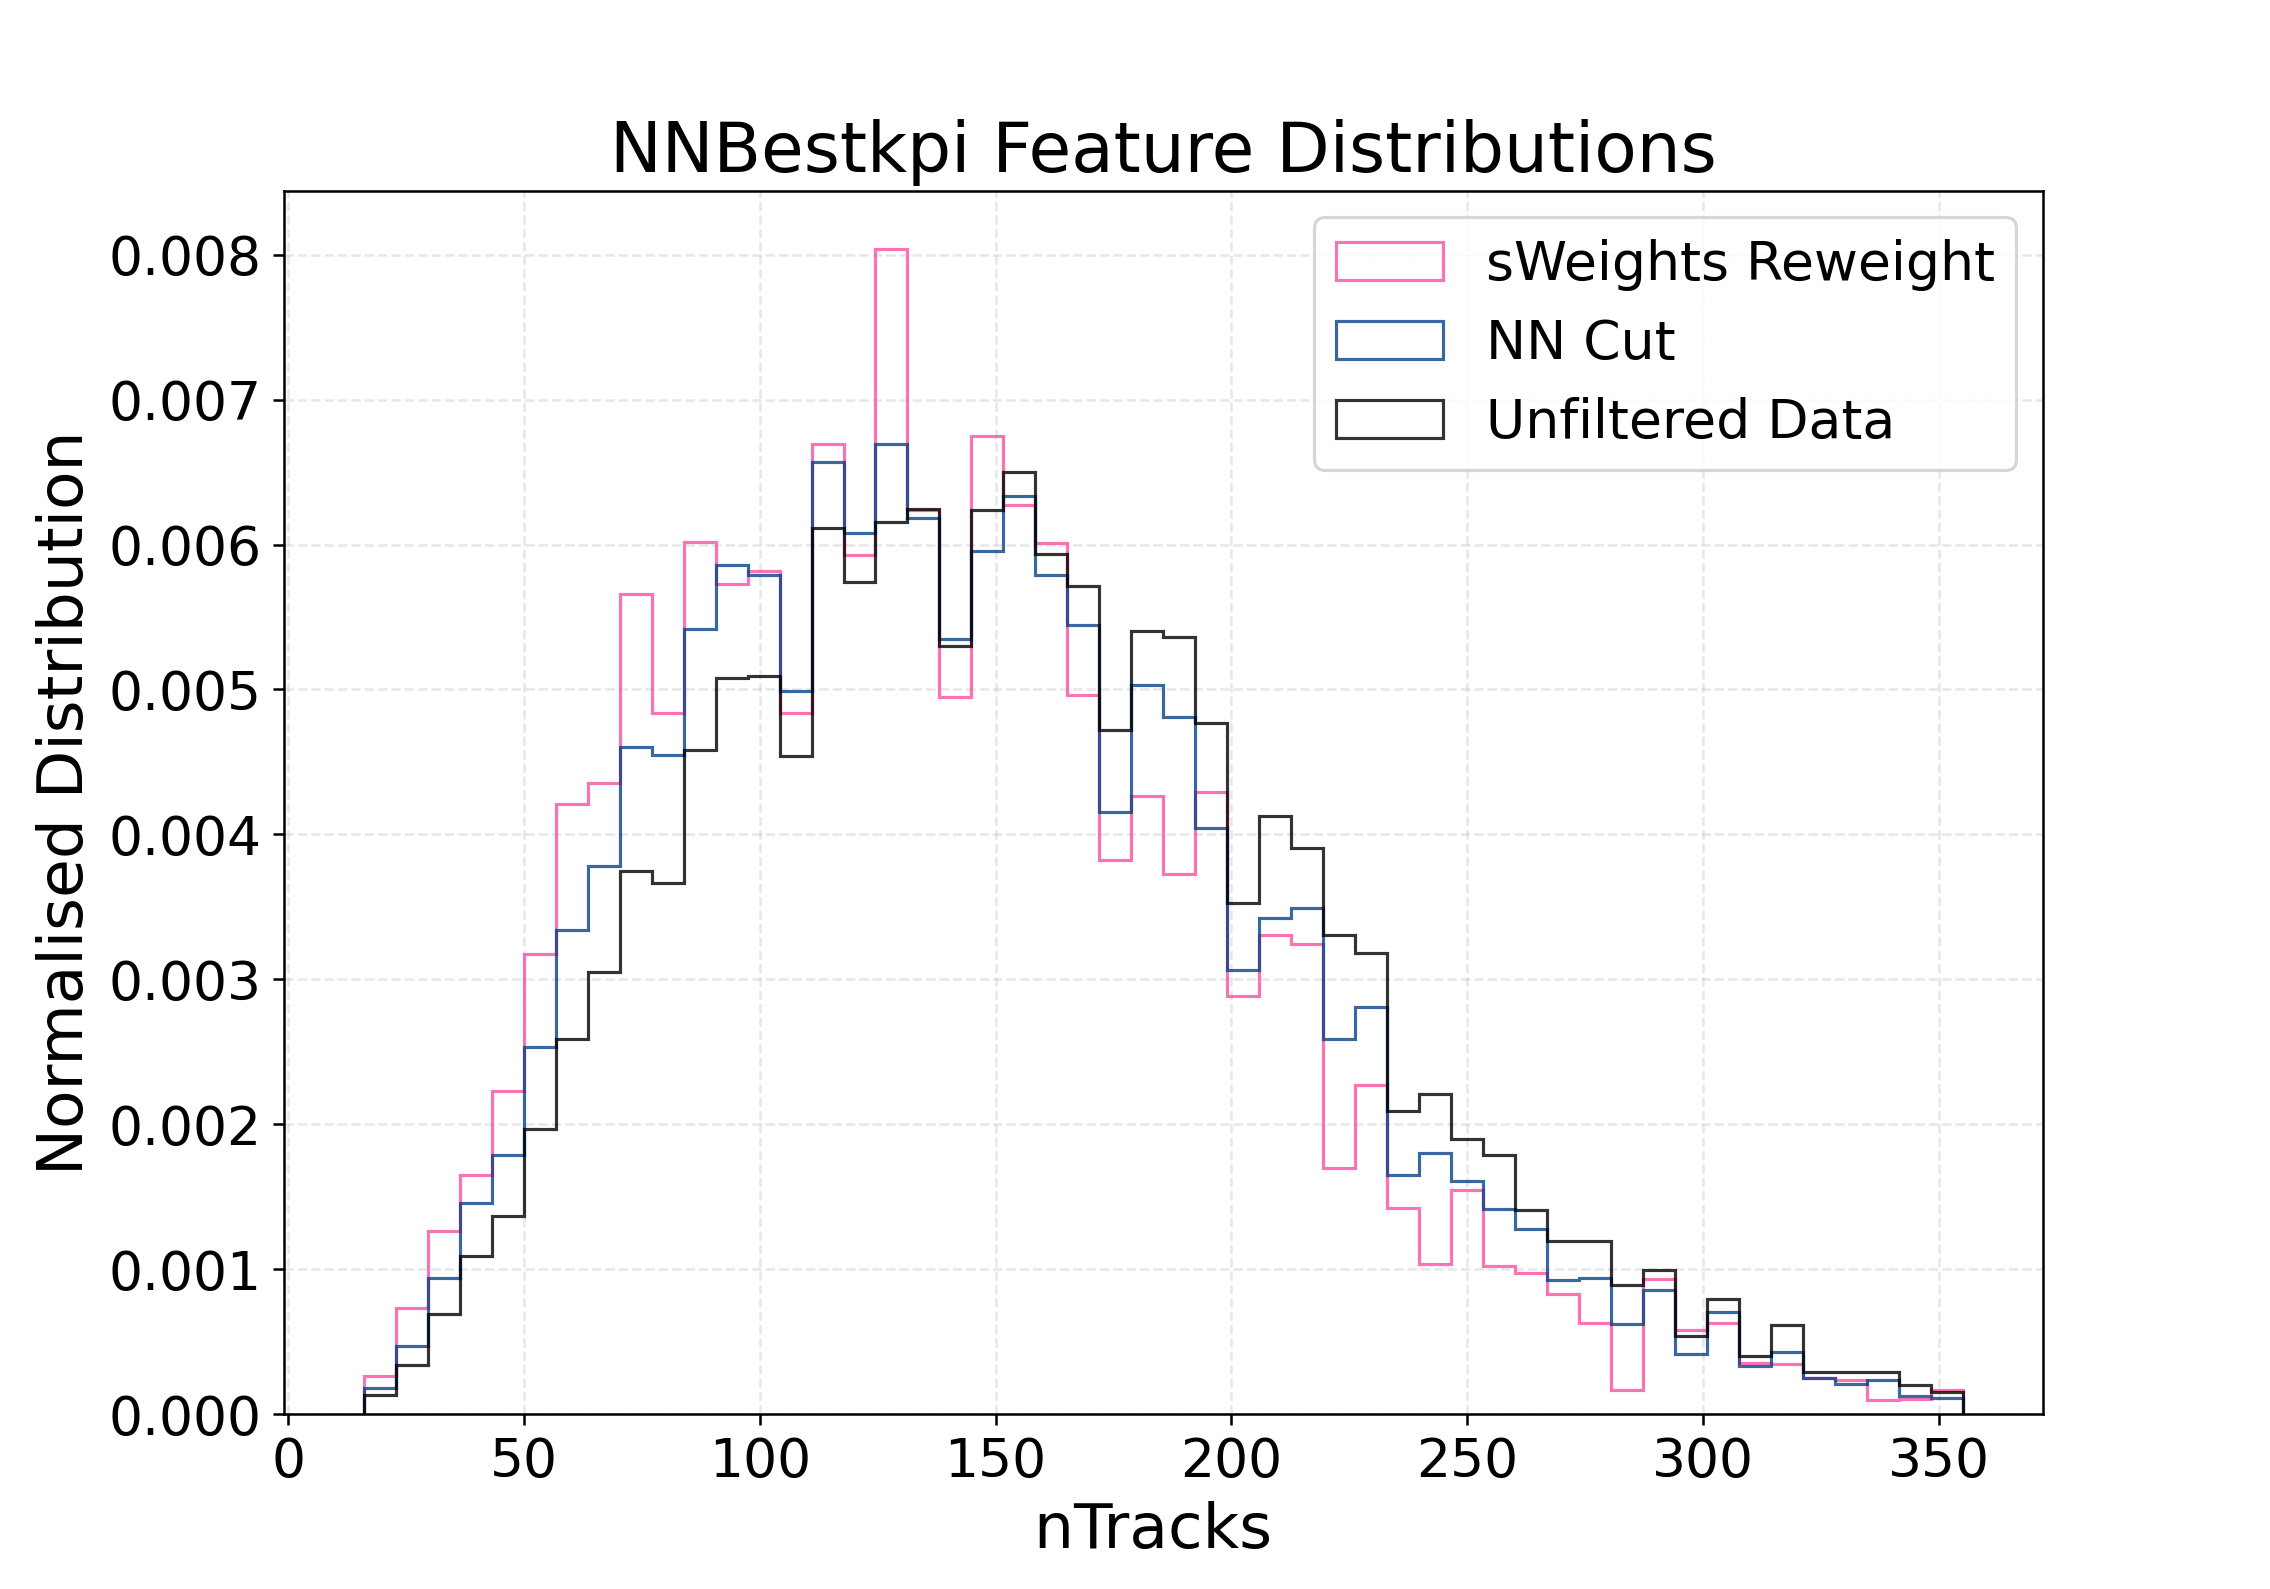 NNBestkpi Feature Distributions
sWeights Reweight
NN Cut
Unfiltered Data
Normalised Distribution
0.008
0.007
0.006
0.005
0.004
0.003
0.002
0.001
0.000
0 50 100 150 200 250 300 350
nTracks